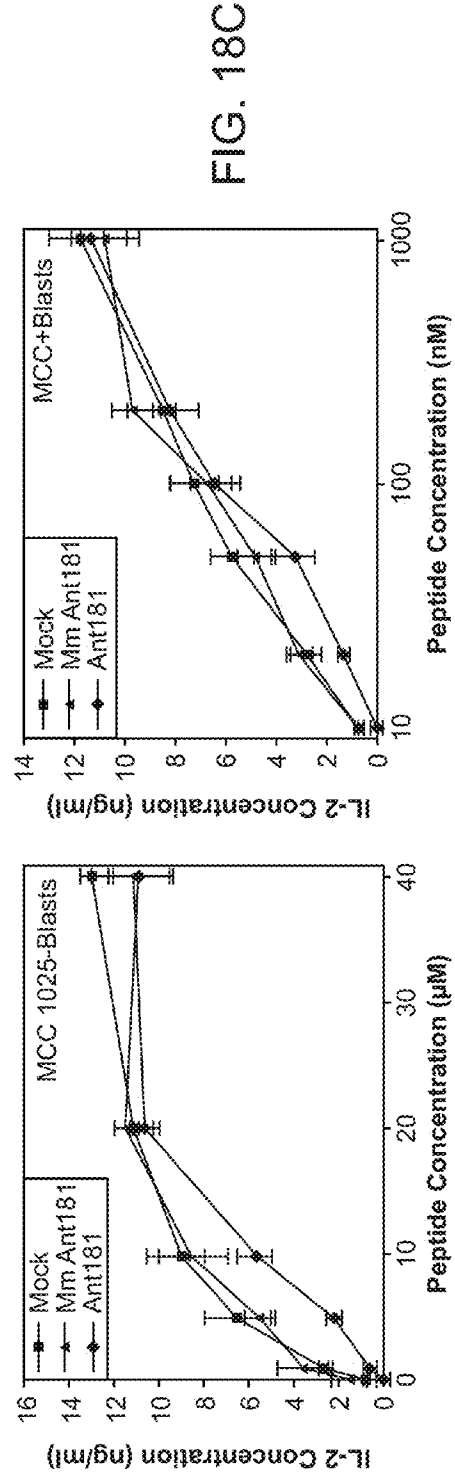 IL-2 Concentration (ng/ml)
16
14
12
10
8
6
4
2
0
Mock
Mm Ant181
Ant181
MCC 1025-Blasts
0
10
20
30
40
Peptide Concentration (µM)
IL-2 Concentration (ng/ml)
14
12
10
8
6
4
2
0
Mock
Mm Ant181
Ant181
MCC+Blasts
10
100
1000
Peptide Concentration (nM)
FIG. 18C